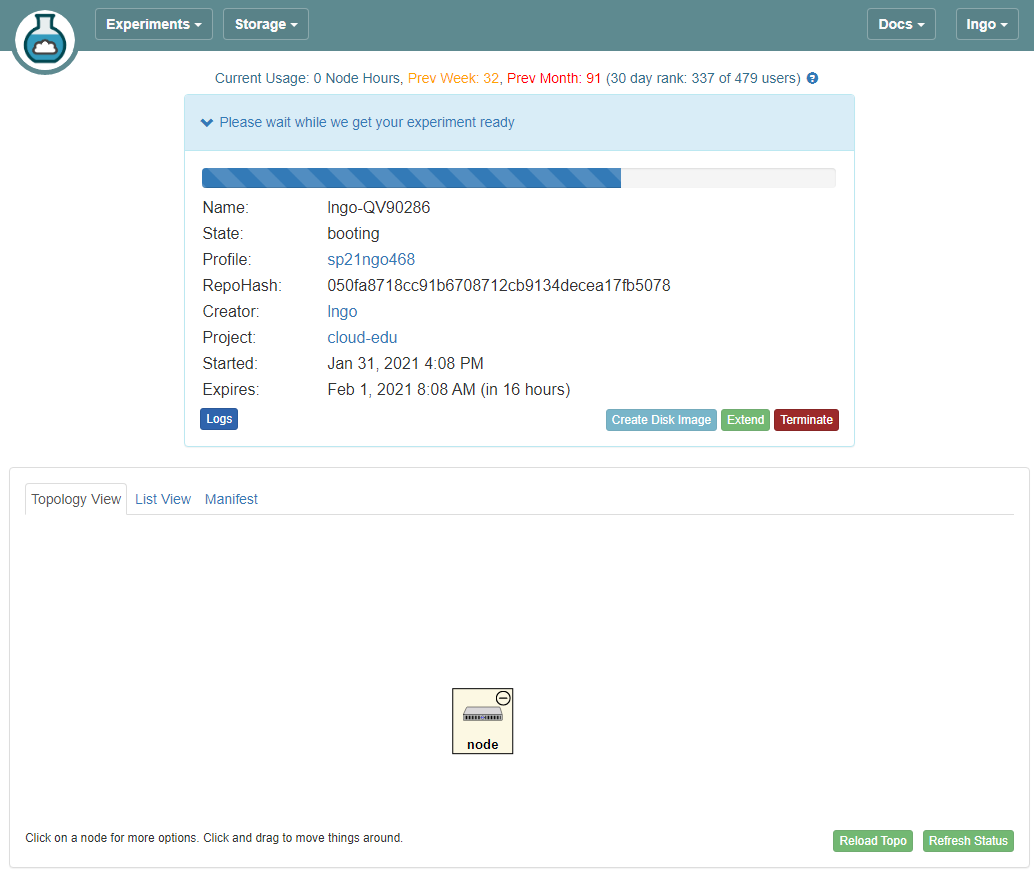 Experiments Storage Docs lngo
Current Usage: 0 Node Hours, Prev Week: 32, Prev Month: 91 (30 day rank: 337 of 479 users)
Please wait while we get your experiment ready
Name: lngo-QV90286
State: booting
Profile: sp21ngo468
RepoHash: 050fa8718cc91b6708712cb9134decea17fb5078
Creator: lngo
Project: cloud-edu
Started: Jan 31, 2021 4:08 PM
Expires: Feb 1, 2021 8:08 AM (in 16 hours)
Logs Create Disk Image Extend Terminate
Topology View List View Manifest
node
Click on a node for more options. Click and drag to move things around.
Reload Topo Refresh Status